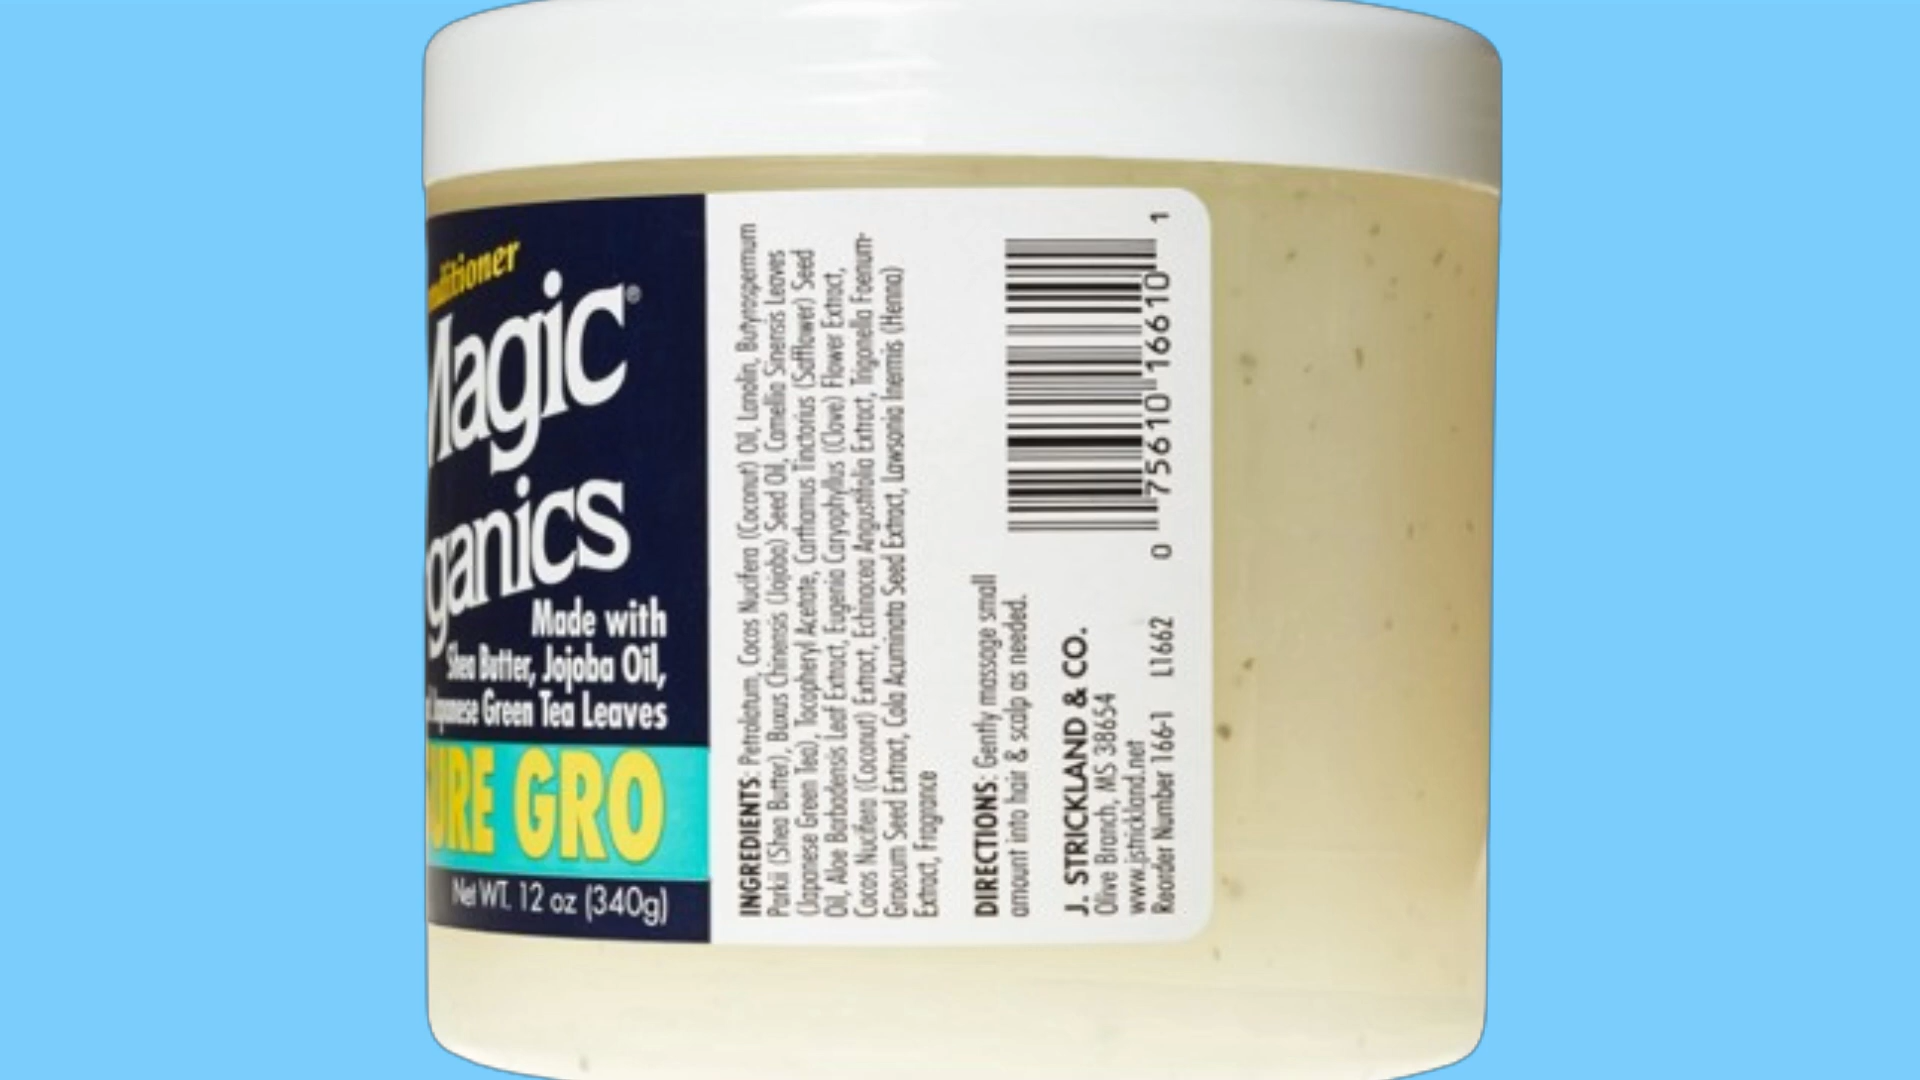 Magic®
ganics
Made with
Shea Butter, Jojoba Oil,
Japanese Green Tea Leaves
URE GRO
Net WT. 12 oz (340g)
INGREDIENTS: Petrolatum, Cocos Nucifera (Coconut) Oil, Lanolin, Butyrospermum
Parkii (Shea Butter), Buxus Chinensis (Jojoba) Seed Oil, Camellia Sinensis Leaves
(Japanese Green Tea), Tocopheryl Acetate, Carthamus Tinctorius (Safflower) Seed
Oil, Aloe Barbadensis Leaf Extract, Eugenia Caryophyllus (Clove) Flower Extract,
Cocos Nucifera (Coconut) Extract, Echinacea Angustifolia Extract, Trigonella Foenum-
Graecum Seed Extract, Cola Acuminata Seed Extract, Lawsonia Inermis (Henna)
Extract, Fragrance
DIRECTIONS: Gently massage small
amount into hair & scalp as needed.
J. STRICKLAND & CO.
Olive Branch, MS 38654
www.jstrickland.net
Reorder Number 166-1 L1662
0 75610 16610 1